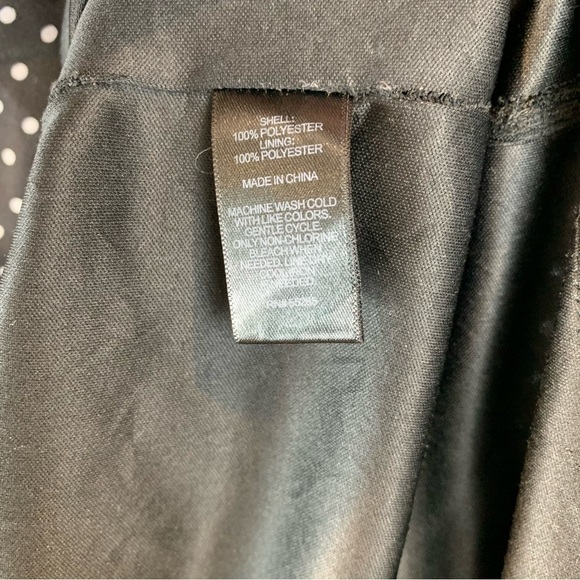 SHELL:
100% POLYESTER
LINING:
100% POLYESTER
MADE IN CHINA
MACHINE WASH COLD
WITH LIKE COLORS.
GENTLE CYCLE.
ONLY NON-CHLORINE
BLEACH WHEN
NEEDED. LINE DRY.
COOL IRON
NEEDED